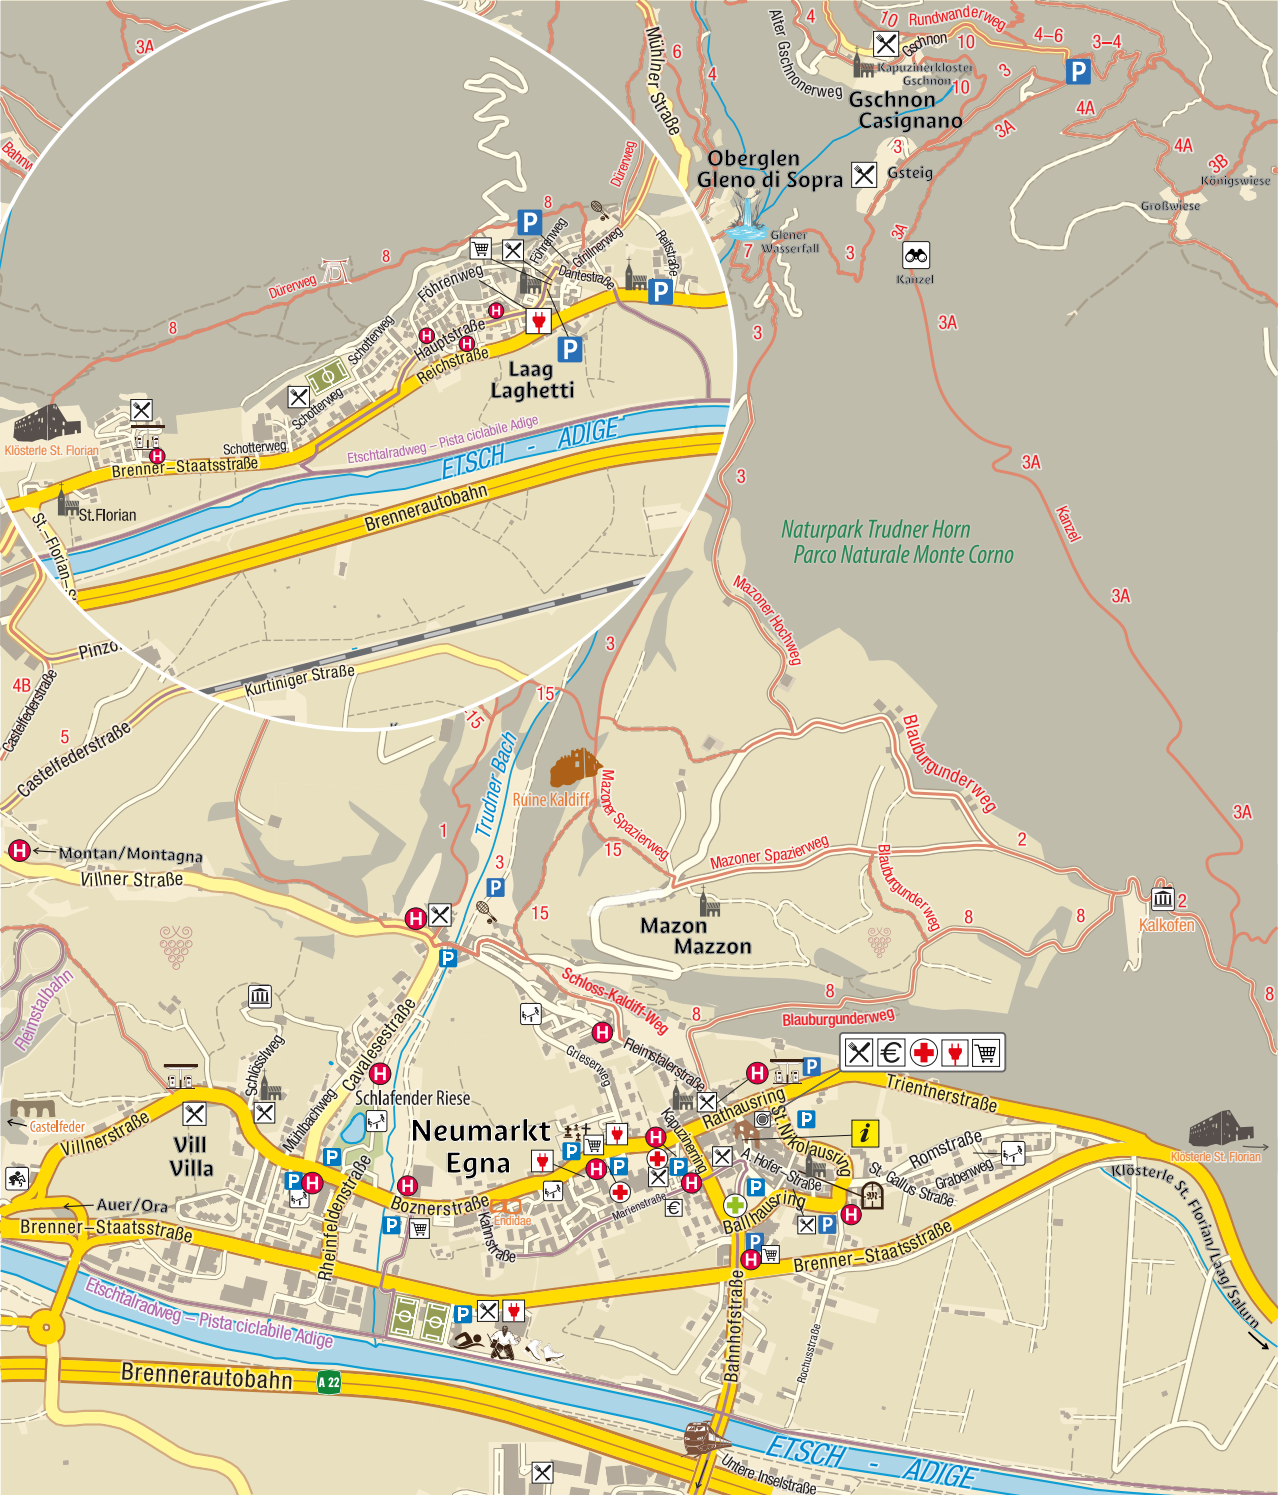 3A
Mühlner Straße
6
4
Alter Gschnonerweg
4
10
Rundwanderweg
Gschnon
10
4–6
3–4
P
Kapuzinerkloster
Gschnon
10
3
4A
Gschnon
Casignano
3A
3
4A
3B
Königswiese
Großwiese
Oberglen
Gleno di Sopra
Gsteig
Glener
Wasserfall
7
3
3A
Kanzel
3A
Bahnw
Dürerweg
8
P
Föhrenweg
Grillnerweg
Reifstraße
Dantestraße
8
Dürerweg
8
Föhrenweg
P
H
H
H
Hauptstraße
Schotterweg
Reichstraße
P
Laag
Laghetti
3
Schotterweg
Schotterweg
Klösterle St. Florian
H
Brenner–Staatsstraße
Etschtalradweg – Pista ciclabile Adige
ETSCH - ADIGE
Brennerautobahn
St.Florian
St.–Florian–S
3
3A
Kanzel
Naturpark Trudner Horn
Parco Naturale Monte Corno
3A
Mazoner Hochweg
Pinzo
Kurtiniger Straße
3
4B
Castelfederstraße
5
Castelfederstraße
15
15
Trudner Bach
Ruine Kaldiff
Mazoner Spazierweg
Blauburgunderweg
3A
1
3
15
Mazoner Spazierweg
2
Blauburgunderweg
H
Montan/Montagna
Villner Straße
P
H
15
Mazon
Mazzon
8
8
2
Kalkofen
P
8
8
Fleimstalbahn
Schloss-Kaldiff-Weg
8
Blauburgunderweg
H
Fleimstalerstraße
Grieserweg
Cavalesestraße
Schlösslweg
H
Schlafender Riese
Mühlbachweg
Castelfeder
Villnerstraße
Vill
Villa
Neumarkt
Egna
H
P
€
Trientnerstraße
Rathausring
P
St. Nikolausring
i
Kapuzinerring
H
P
P
H
P
H
A. Hofer-Straße
Romstraße
St. Gallus Straße
Grabenweg
Klösterle St. Florian
Klösterle St. Florian/Laag/Salurn
P
P
H
H
Rheinfeldenstraße
Boznerstraße
Endidae
Kahnstraße
Marienstraße
€
P
Ballhausring
P
H
P
H
Auer/Ora
Brenner–Staatsstraße
P
Brenner–Staatsstraße
Etschtalradweg – Pista ciclabile Adige
P
Bahnhofstraße
Rochusstraße
Brennerautobahn
A 22
ETSCH - ADIGE
Untere Inselstraße